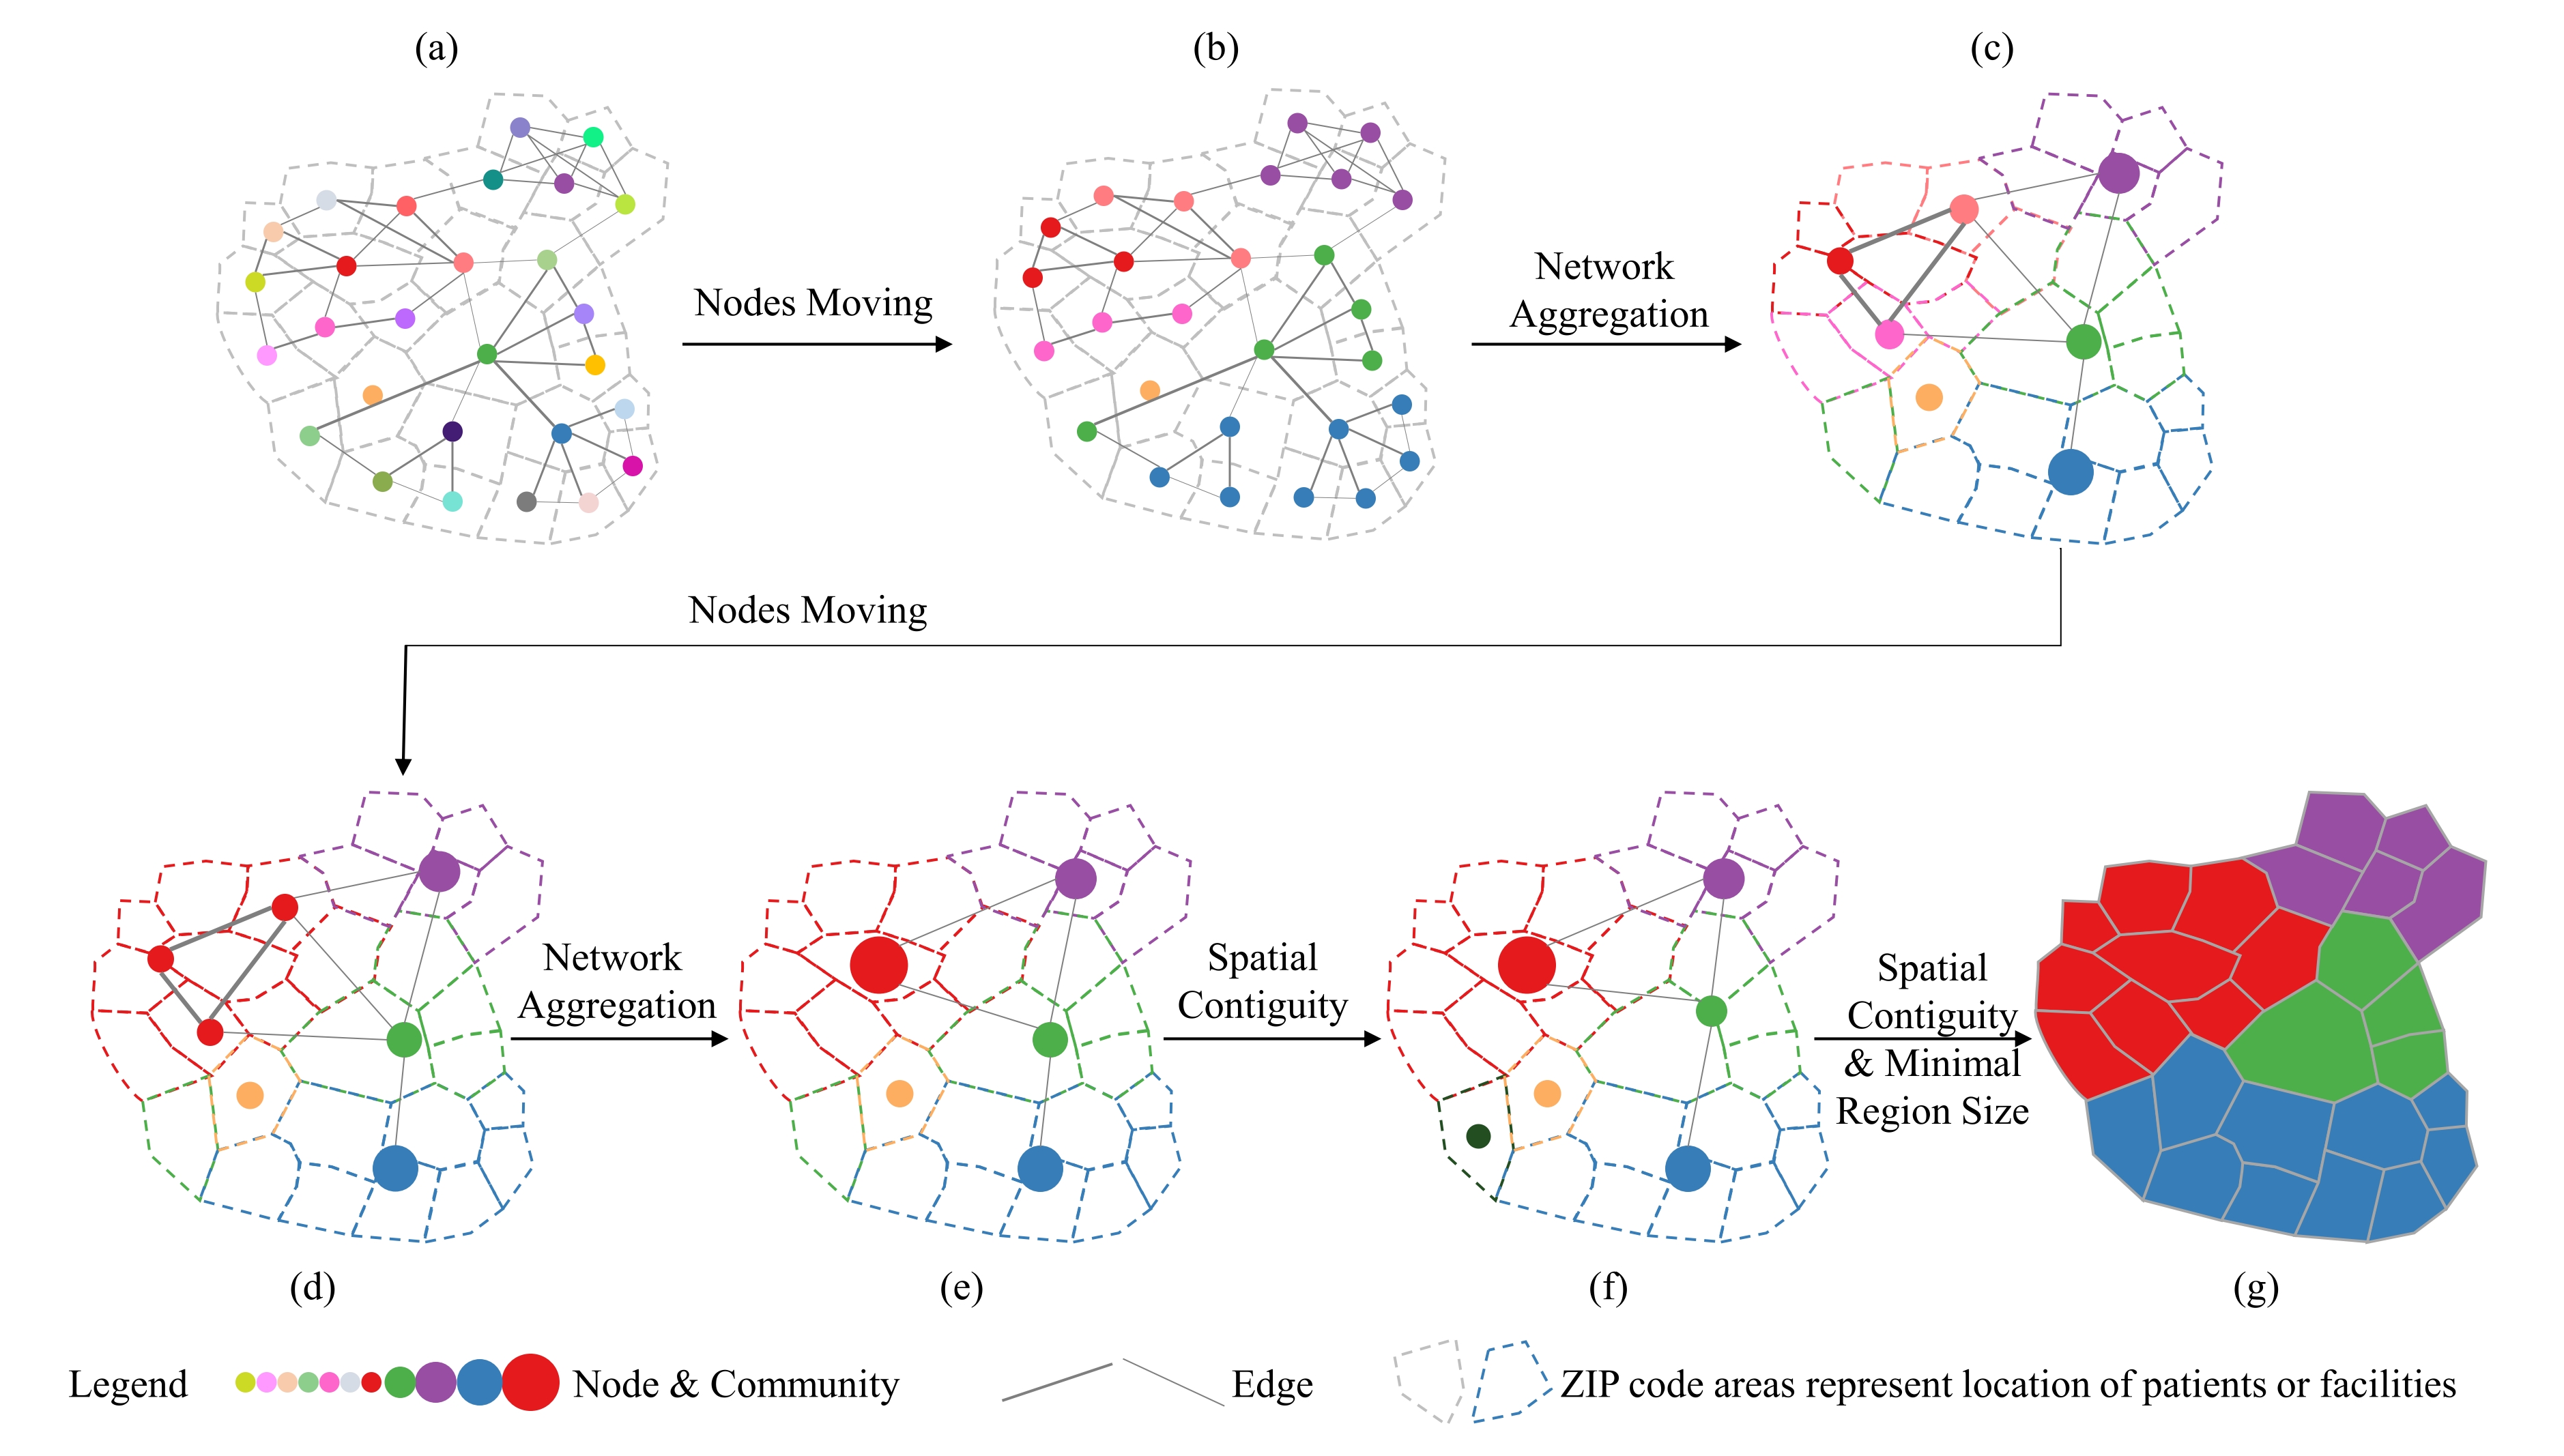 (a)
(b)
(c)
Nodes Moving
Network
Aggregation
Nodes Moving
Network
Aggregation
Spatial
Contiguity
Spatial
Contiguity
& Minimal
Region Size
(d)
(e)
(f)
(g)
Legend
Node & Community
Edge
ZIP code areas represent location of patients or facilities